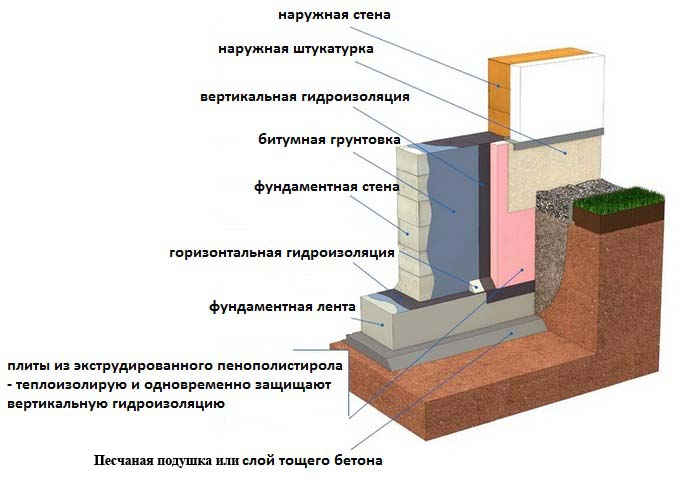 наружная стена
наружная штукатурка
вертикальная гидроизоляция
битумная грунтовка
фундаментная стена
горизонтальная гидроизоляция
фундаментная лента
плиты из экструдированного пенополистирола
- теплоизолирую и одновременно защищают
вертикальную гидроизоляцию
Песчаная подушка или слой тощего бетона